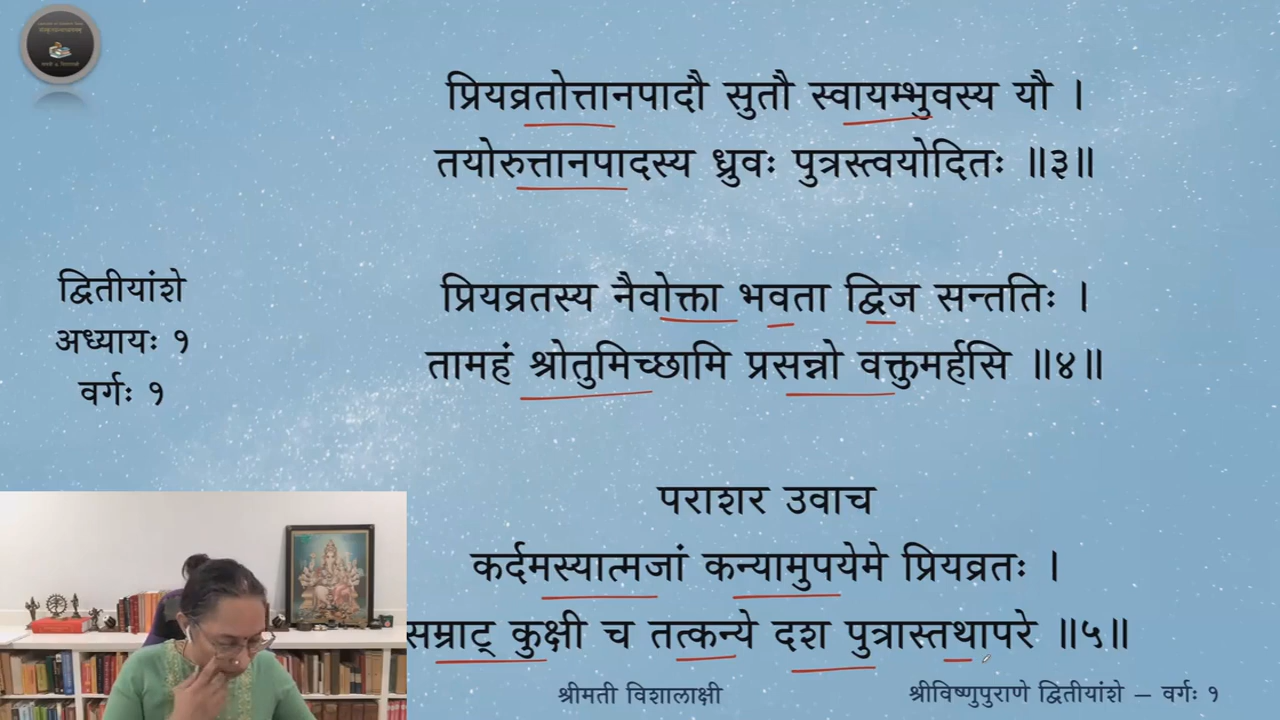 प्रियव्रतोत्तानपादौ सुतौ स्वायम्भुवस्य यौ ।
तयोरुत्तानपादस्य ध्रुवः पुत्रस्त्वयोदितः ॥३॥
द्वितीयांशे
अध्यायः १
वर्गः १
प्रियव्रतस्य नैवोक्ता भवता द्विज सन्ततिः ।
तामहं श्रोतुमिच्छामि प्रसन्नो वक्तुमर्हसि ॥४॥
पराशर उवाच
कर्दमस्यात्मजां कन्यामुपयेमे प्रियव्रतः ।
सम्राट् कुक्षी च तत्कन्ये दश पुत्रास्तथापरे ॥५॥
श्रीमती विशालाक्षी
श्रीविष्णुपुराणे द्वितीयांशे – वर्गः १